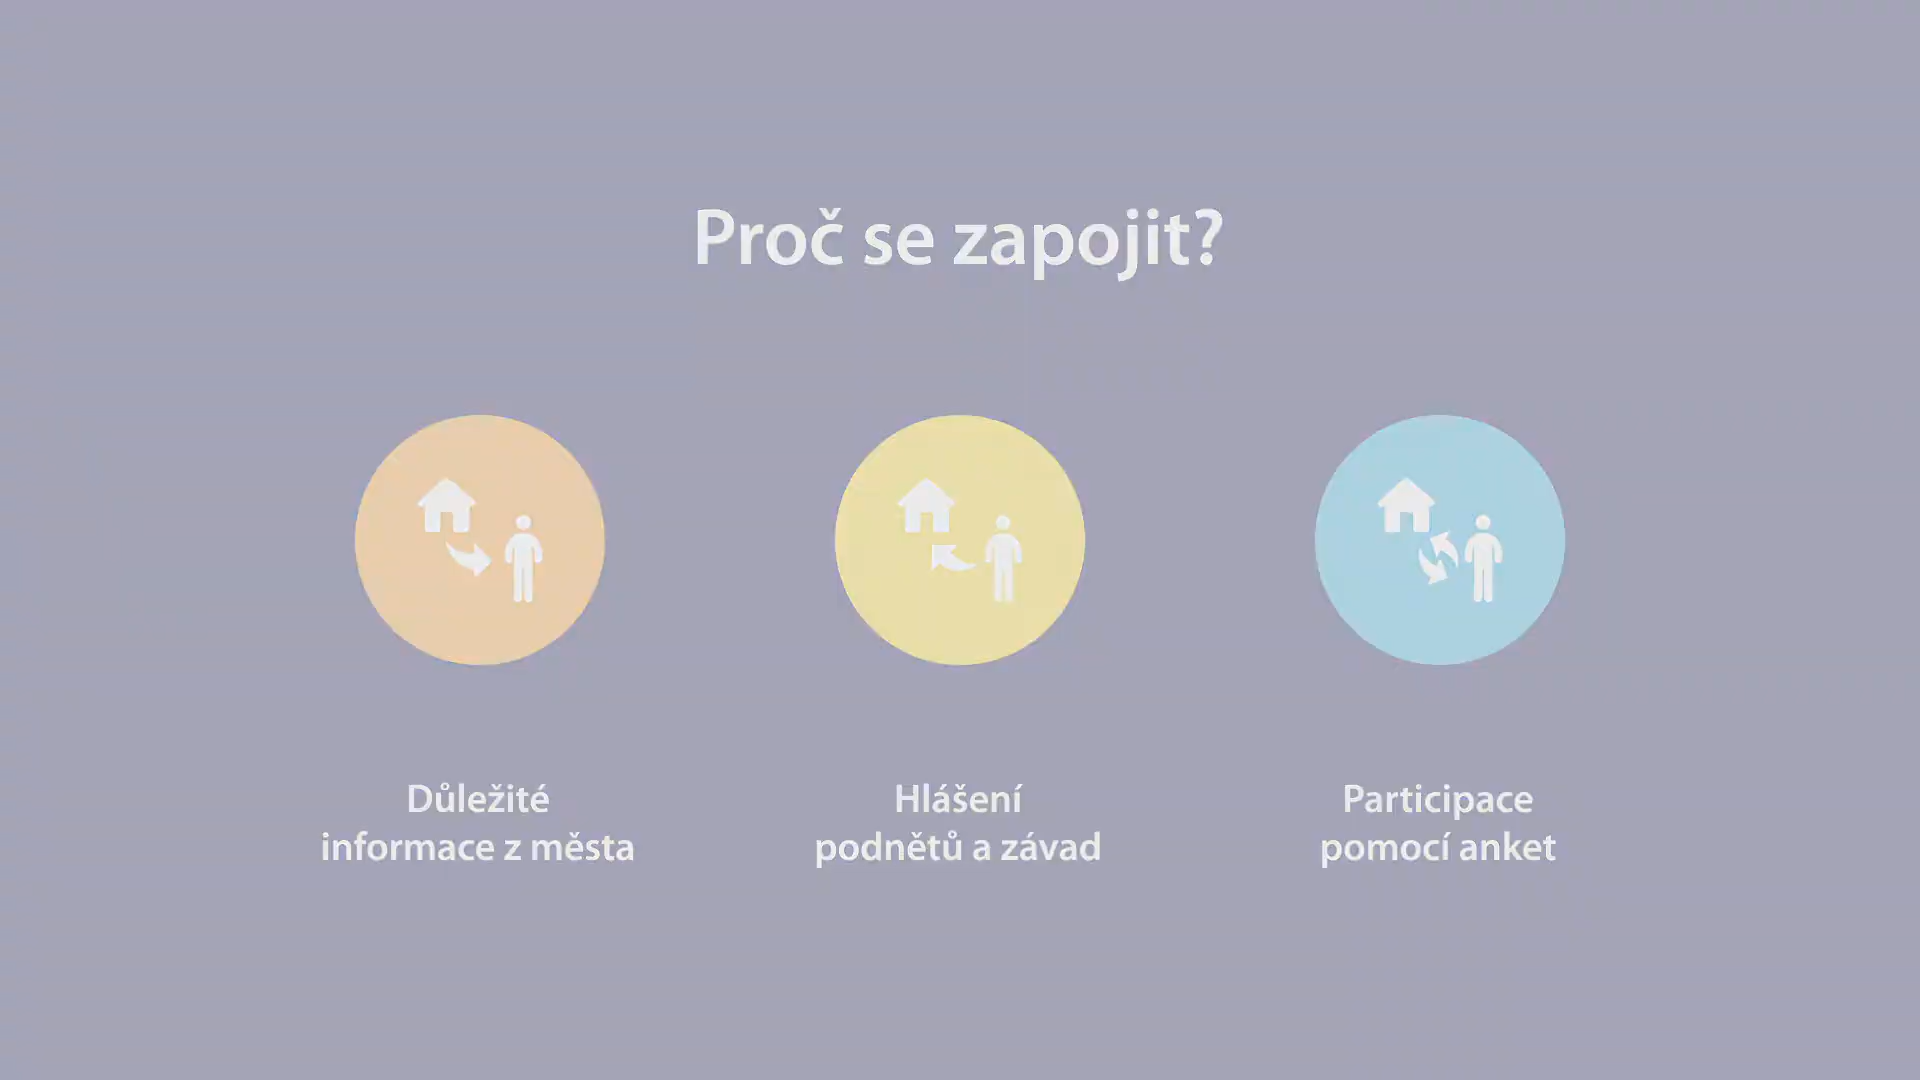 Proč se zapojit?
Důležité
informace z města
Hlášení
podnětů a závad
Participace
pomocí anket